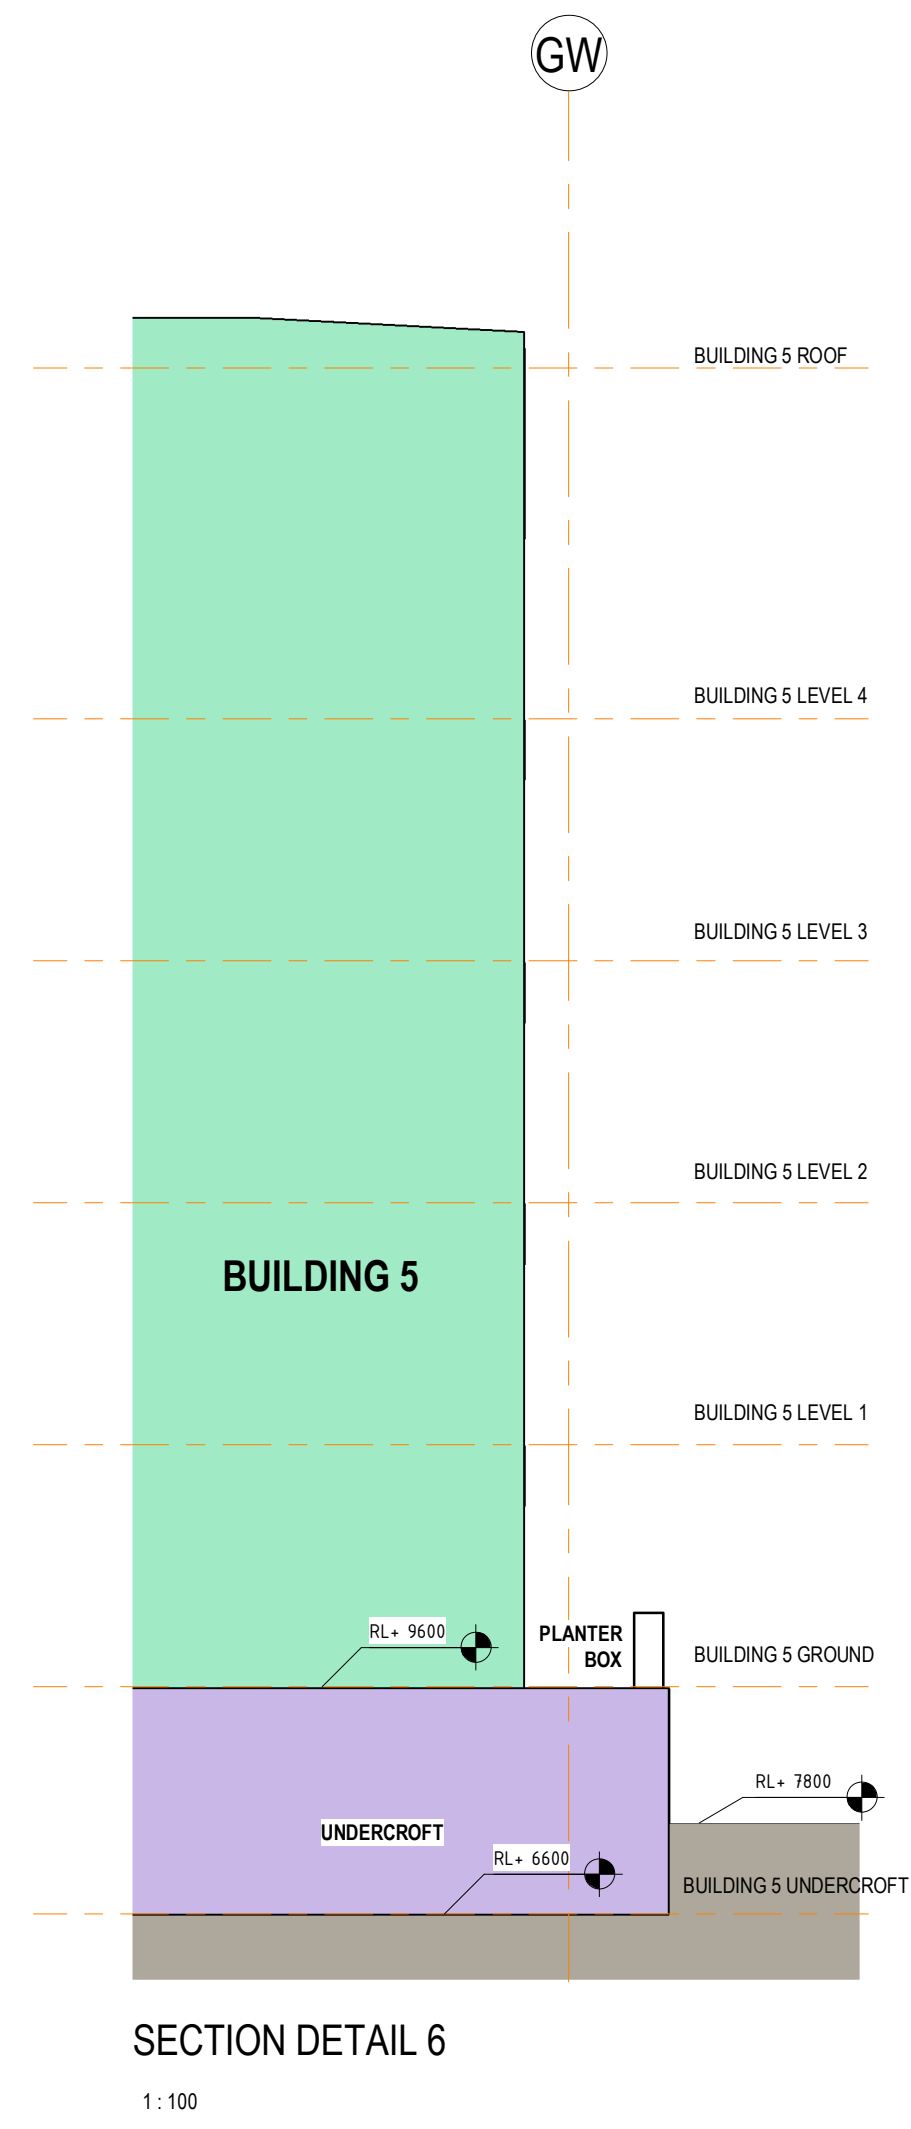 GW
BUILDING 5 ROOF
BUILDING 5 LEVEL 4
BUILDING 5 LEVEL 3
BUILDING 5 LEVEL 2
BUILDING 5
BUILDING 5 LEVEL 1
RL+ 9600
PLANTER
BOX
BUILDING 5 GROUND
RL+ 7800
UNDERCROFT
RL+ 6600
BUILDING 5 UNDERCROFT
SECTION DETAIL 6
1 : 100